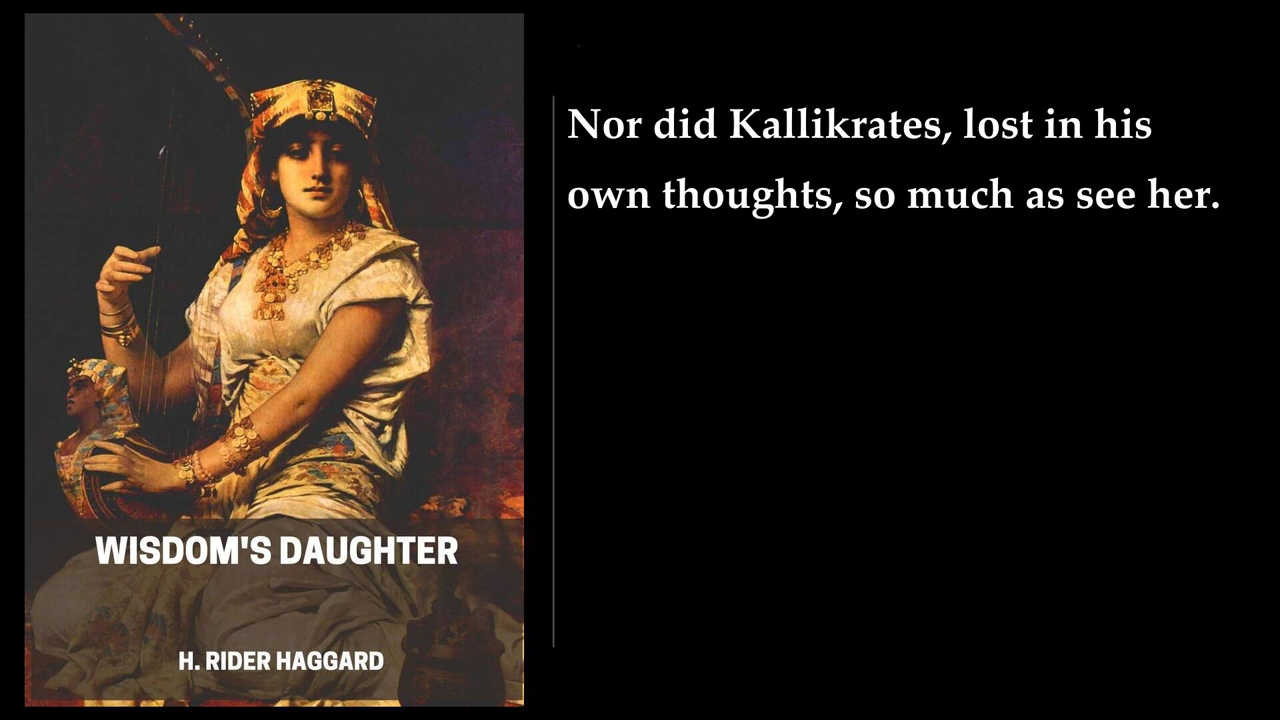 WISDOM'S DAUGHTER
H. RIDER HAGGARD
Nor did Kallikrates, lost in his
own thoughts, so much as see her.